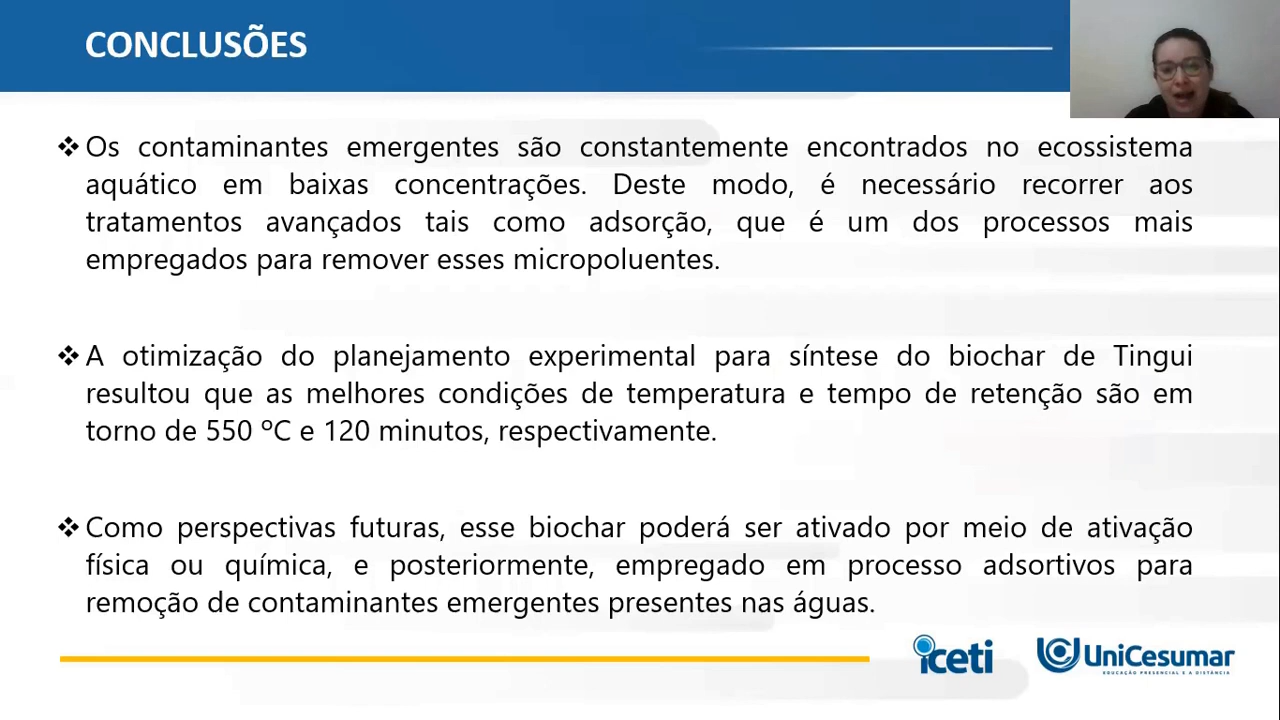 CONCLUSÕES
❖ Os contaminantes emergentes são constantemente encontrados no ecossistema
aquático em baixas concentrações. Deste modo, é necessário recorrer aos
tratamentos avançados tais como adsorção, que é um dos processos mais
empregados para remover esses micropoluentes.
❖ A otimização do planejamento experimental para síntese do biochar de Tingui
resultou que as melhores condições de temperatura e tempo de retenção são em
torno de 550 ºC e 120 minutos, respectivamente.
❖ Como perspectivas futuras, esse biochar poderá ser ativado por meio de ativação
física ou química, e posteriormente, empregado em processo adsortivos para
remoção de contaminantes emergentes presentes nas águas.
iceti
UniCesumar
EDUCAÇÃO PRESENCIAL E A DISTÂNCIA